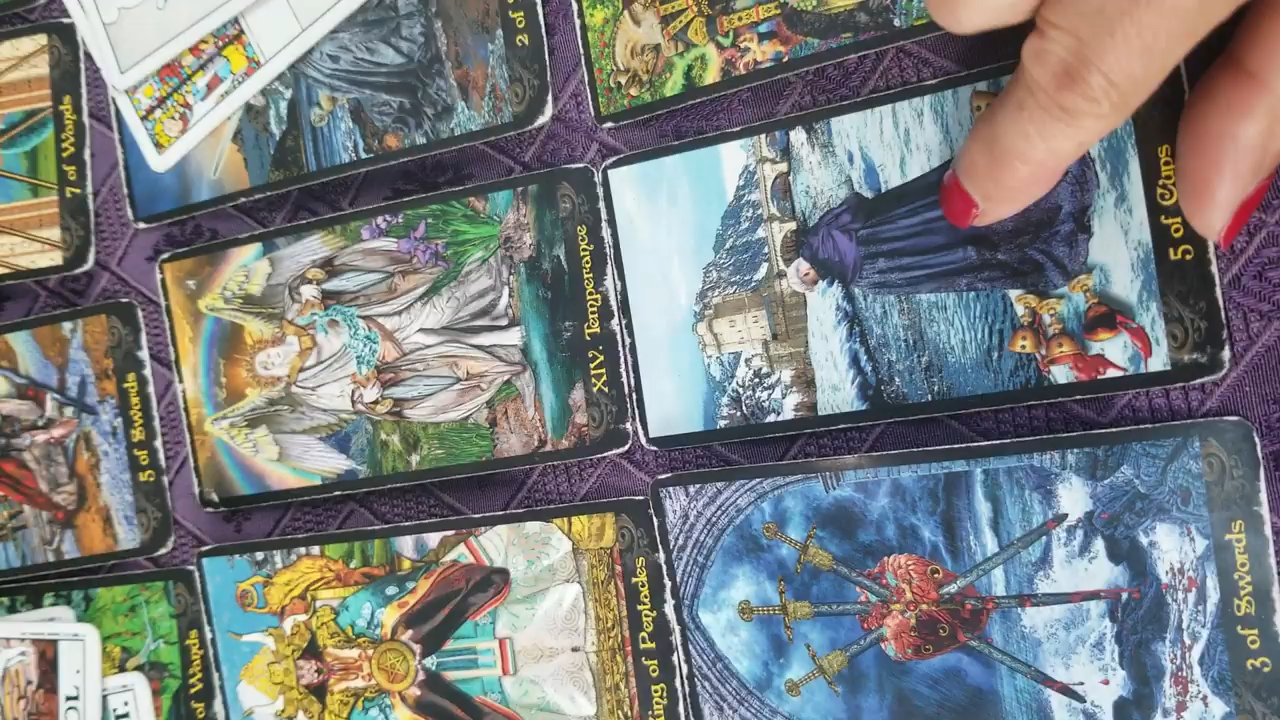 7 of Wands
2 of
5 of Swords
XIV. Temperance
5 of Cups
of Wands
King of Pentacles
3 of Swords